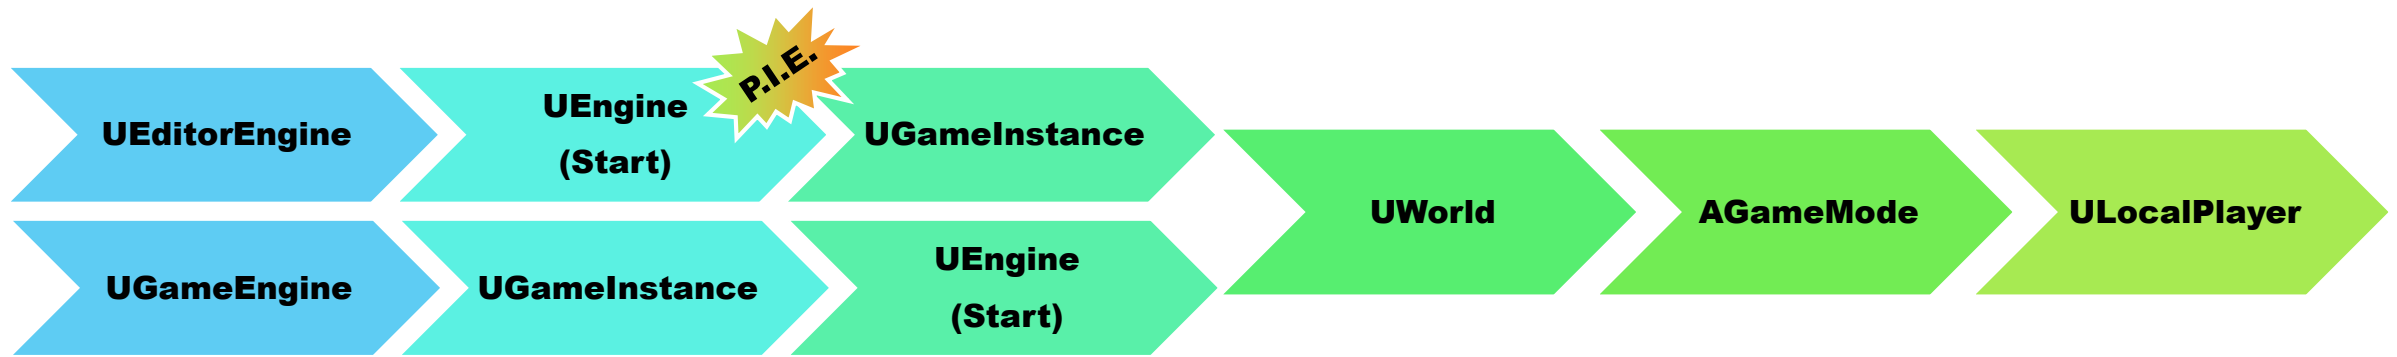 P.I.E.
UEditorEngine
UEngine
(Start)
UGameInstance
UGameEngine
UGameInstance
UEngine
(Start)
UWorld
AGameMode
ULocalPlayer